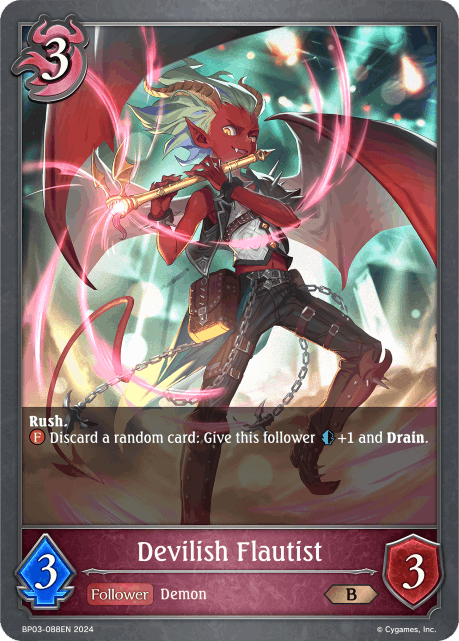 3
Rush.
F Discard a random card: Give this follower +1 and Drain.
Devilish Flautist
3
Follower Demon
B
3
BP03-088EN 2024
© Cygames, Inc.